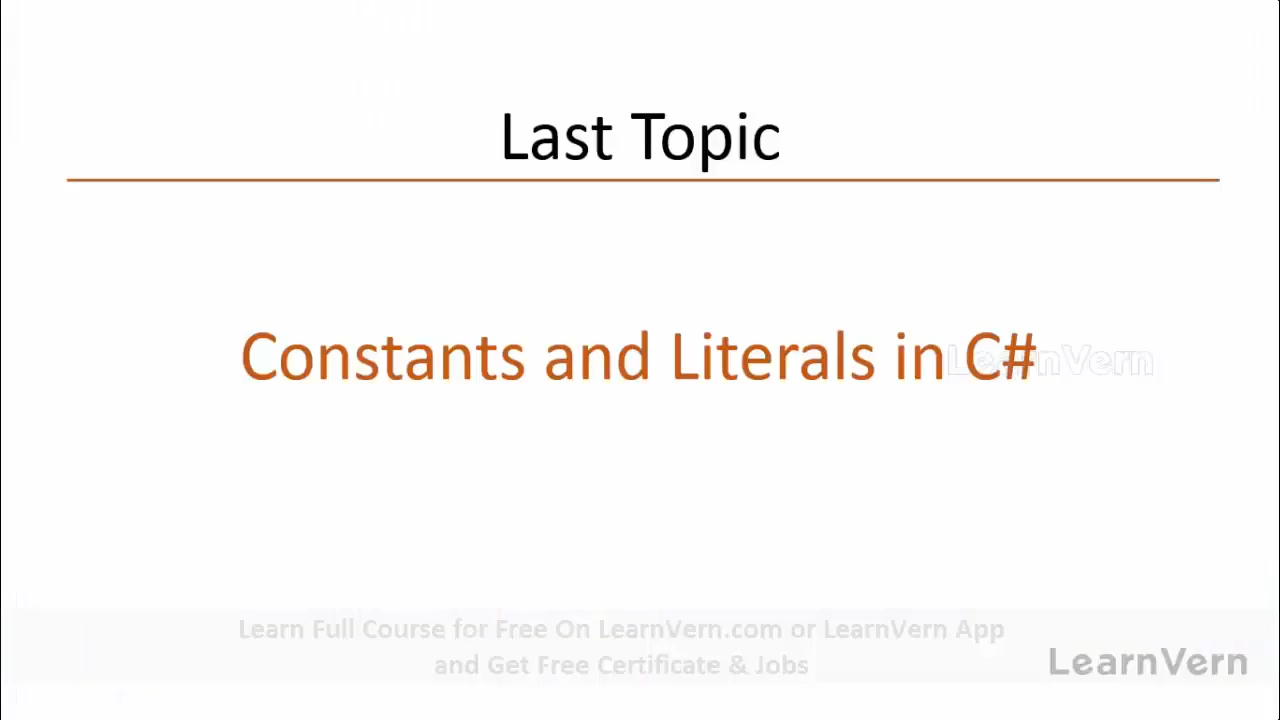 Last Topic
Constants and Literals in C#
LearnVern
Learn Full Course for Free On LearnVern.com or LearnVern App
and Get Free Certificate & Jobs
LearnVern